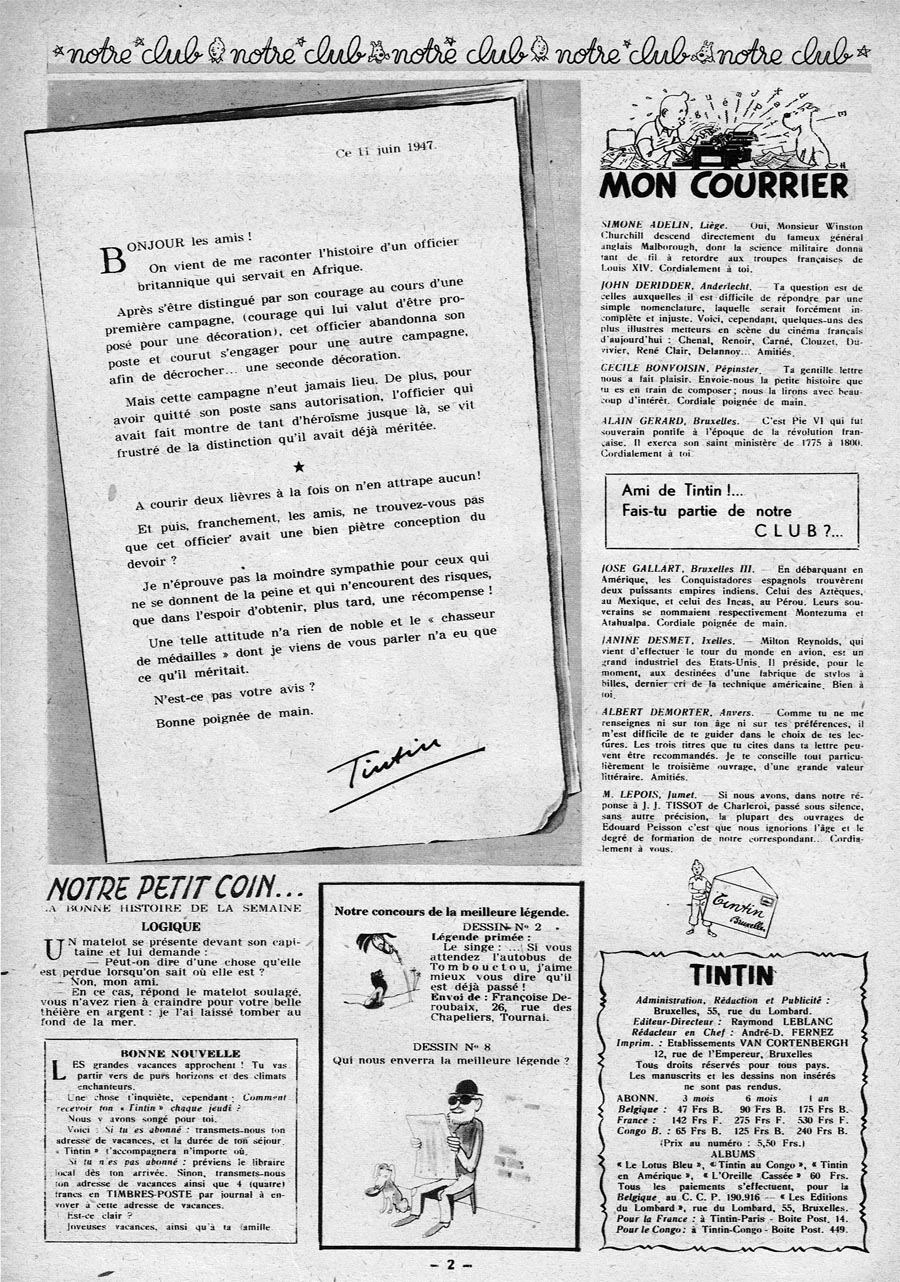 notre club notre club notre club notre club notre club
Ce 11 juin 1947.
BONJOUR les amis !
On vient de me raconter l'histoire d'un officier
britannique qui servait en Afrique.
Après s'être distingué par son courage au cours d'une
première campagne, (courage qui lui valut d'être pro-
posé pour une décoration), cet officier abandonna son
poste et courut s'engager pour une autre campagne,
afin de décrocher... une seconde décoration.
Mais cette campagne n'eut jamais lieu. De plus, pour
avoir quitté son poste sans autorisation, l'officier qui
avait fait montre de tant d'héroïsme jusque là, se vit
frustré de la distinction qu'il avait déjà méritée.
A courir deux lièvres à la fois on n'en attrape aucun!
Et puis, franchement, les amis, ne trouvez-vous pas
que cet officier avait une bien piètre conception du
devoir ?
Je n'éprouve pas la moindre sympathie pour ceux qui
ne se donnent de la peine et qui n'encourent des risques,
que dans l'espoir d'obtenir, plus tard, une récompense !
Une telle attitude n'a rien de noble et le « chasseur
de médailles » dont je viens de vous parler n'a eu que
ce qu'il méritait.
N'est-ce pas votre avis ?
Bonne poignée de main.
Tintin
MON COURRIER
SIMONE ADELIN, Liège. — Oui, Monsieur Winston
Churchill descend directement du fameux général
anglais Malborough, dont la science militaire donna
tant de fil à retordre aux troupes françaises de
Louis XIV. Cordialement à toi.
JOHN DERIDDER, Anderlecht. — Ta question est de
celles auxquelles il est difficile de répondre par une
simple nomenclature, laquelle serait forcément in-
complète et injuste. Voici, cependant, quelques-uns des
plus illustres metteurs en scène du cinéma français
d'aujourd'hui : Chenal, Renoir, Carné, Clouzet, Du-
vivier, René Clair, Delannoy... Amitiés.
CECILE BONVOISIN, Pépinster. — Ta gentille lettre
nous a fait plaisir. Envoie-nous la petite histoire que
tu es en train de composer ; nous la lirons avec beau-
coup d'intérêt. Cordiale poignée de main.
ALAIN GERARD, Bruxelles. — C'est Pie VI qui fut
souverain pontife à l'époque de la révolution fran-
çaise. Il exerca son saint ministère de 1775 à 1800.
Cordialement à toi
Ami de Tintin !...
Fais-tu partie de notre
CLUB ?...
JOSE GALLART, Bruxelles III. — En débarquant en
Amérique, les Conquistadores espagnols trouvèrent
deux puissants empires indiens. Celui des Aztèques,
au Mexique, et celui des Incas, au Pérou. Leurs sou-
verains se nommaient respectivement Montezuma et
Atahualpa. Cordiale poignée de main.
JANINE DESMET, Ixelles. — Milton Reynolds, qui
vient d'effectuer le tour du monde en avion, est un
grand industriel des Etats-Unis. Il préside, pour le
moment, aux destinées d'une fabrique de stylos à
billes, dernier cri de la technique américaine. Bien à
toi.
ALBERT DEMORTER, Anvers. — Comme tu ne me
renseignes ni sur ton âge ni sur tes préférences, il
m'est difficile de te guider dans le choix de tes lec-
tures. Les trois titres que tu cites dans ta lettre peu-
vent être recommandés. Je te conseille tout particu-
lièrement le troisième ouvrage, d'une grande valeur
littéraire. Amitiés.
M. LEPOIS, Jumet. — Si nous avons, dans notre ré-
ponse à J. J. TISSOT de Charleroi, passé sous silence,
sans autre précision, la plupart des ouvrages de
Edouard Peisson c'est que nous ignorions l'âge et le
degré de formation de notre correspondant... Cordia-
lement à vous.
Tintin
Bruxelles
NOTRE PETIT COIN...
LA BONNE HISTOIRE DE LA SEMAINE
LOGIQUE
UN matelot se présente devant son capi-
taine et lui demande :
— Peut-on dire d'une chose qu'elle
est perdue lorsqu'on sait où elle est ?
— Non, mon ami.
— En ce cas, répond le matelot soulagé,
vous n'avez rien à craindre pour votre belle
théière en argent : je l'ai laissé tomber au
fond de la mer.
BONNE NOUVELLE
LES grandes vacances approchent ! Tu vas
partir vers de purs horizons et des climats
enchanteurs.
Une chose t'inquiète, cependant : Comment
recevoir ton « Tintin » chaque jeudi ?
Nous y avons songé pour toi.
Voici : Si tu es abonné : transmets-nous ton
adresse de vacances, et la durée de ton séjour.
« Tintin » t'accompagnera n'importe où.
Si tu n'es pas abonné : préviens le libraire
local dès ton arrivée. Sinon, transmets-nous
ton adresse de vacances ainsi que 4 (quatre)
francs en TIMBRES-POSTE par journal à en-
voyer à cette adresse de vacances.
Est-ce clair ?
Joyeuses vacances, ainsi qu'à ta famille
Notre concours de la meilleure légende.
DESSIN N° 2
Légende primée :
Le singe : ... Si vous
attendez l'autobus de
Tombouctou, j'aime
mieux vous dire qu'il
est déjà passé !
Envoi de : Françoise De-
roubaix, 26, rue des
Chapeliers, Tournai.
DESSIN N° 8
Qui nous enverra la meilleure légende ?
TINTIN
Administration, Rédaction et Publicité :
Bruxelles, 55, rue du Lombard.
Editeur-Directeur : Raymond LEBLANC
Rédacteur en Chef : André-D. FERNEZ
Imprim. : Etablissements VAN CORTENBERGH
12, rue de l'Empereur, Bruxelles
Tous droits réservés pour tous pays.
Les manuscrits et les dessins non insérés
ne sont pas rendus.
ABONN. 3 mois 6 mois 1 an
Belgique : 47 Frs B. 90 Frs B. 175 Frs B.
France : 142 Frs F. 275 Frs F. 530 Frs F.
Congo B. : 65 Frs B. 125 Frs B. 240 Frs B.
(Prix au numéro : 5,50 Frs.)
ALBUMS
« Le Lotus Bleu », « Tintin au Congo », « Tintin
en Amérique », « L'Oreille Cassée » 60 Frs.
Tous les paiements s'effectuent, pour la
Belgique, au C. C. P. 190.916 — « Les Editions
du Lombard », rue du Lombard, 55, Bruxelles.
Pour la France : à Tintin-Paris - Boite Post. 14.
Pour le Congo : à Tintin-Congo - Boite Post. 449.
— 2 —